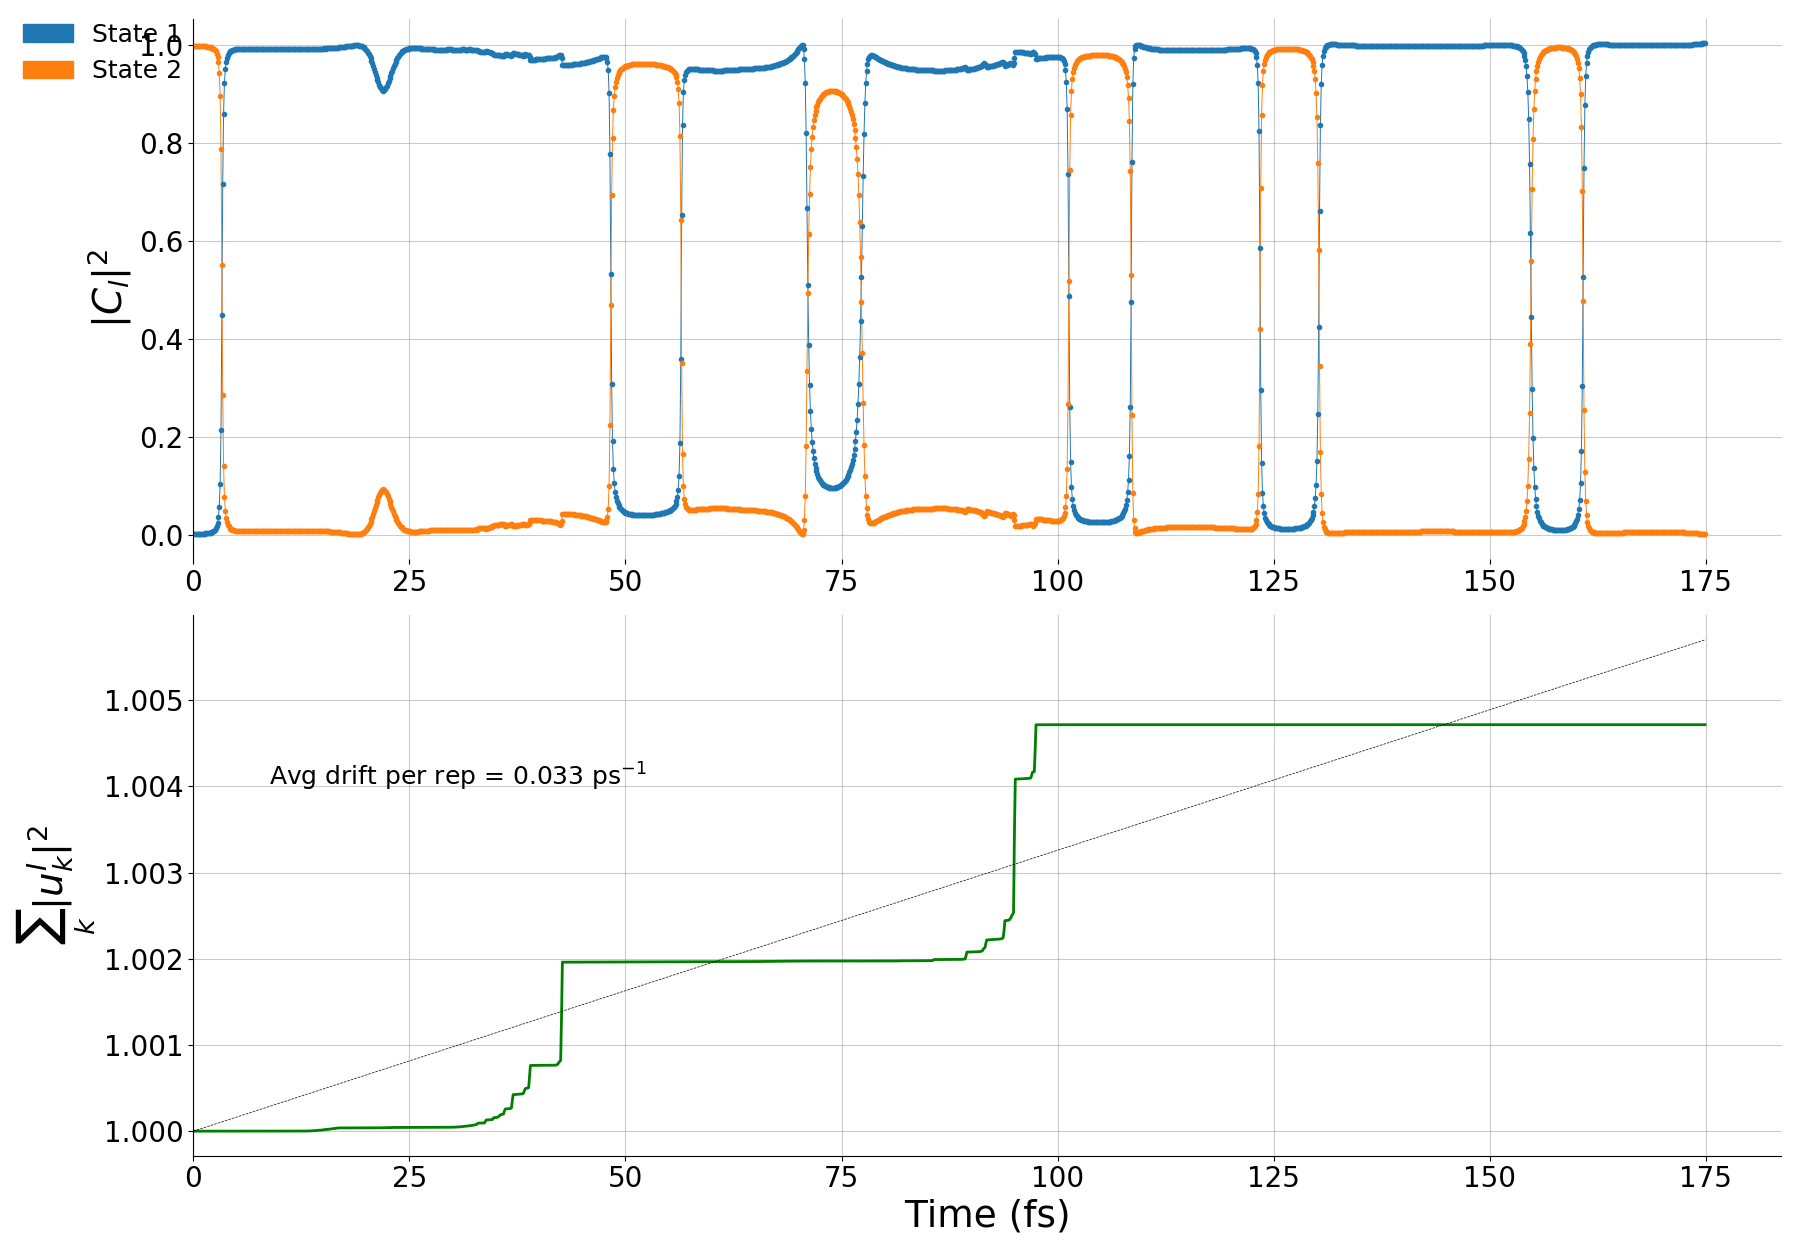 State 1
State 2
1.0
0.8
0.6
0.4
0.2
0.0
|C_l|^2
0 25 50 75 100 125 150 175
1.005
1.004
1.003
1.002
1.001
1.000
Avg drift per rep = 0.033 ps^{-1}
\sum_k |u_k^l|^2
0 25 50 75 100 125 150 175
Time (fs)